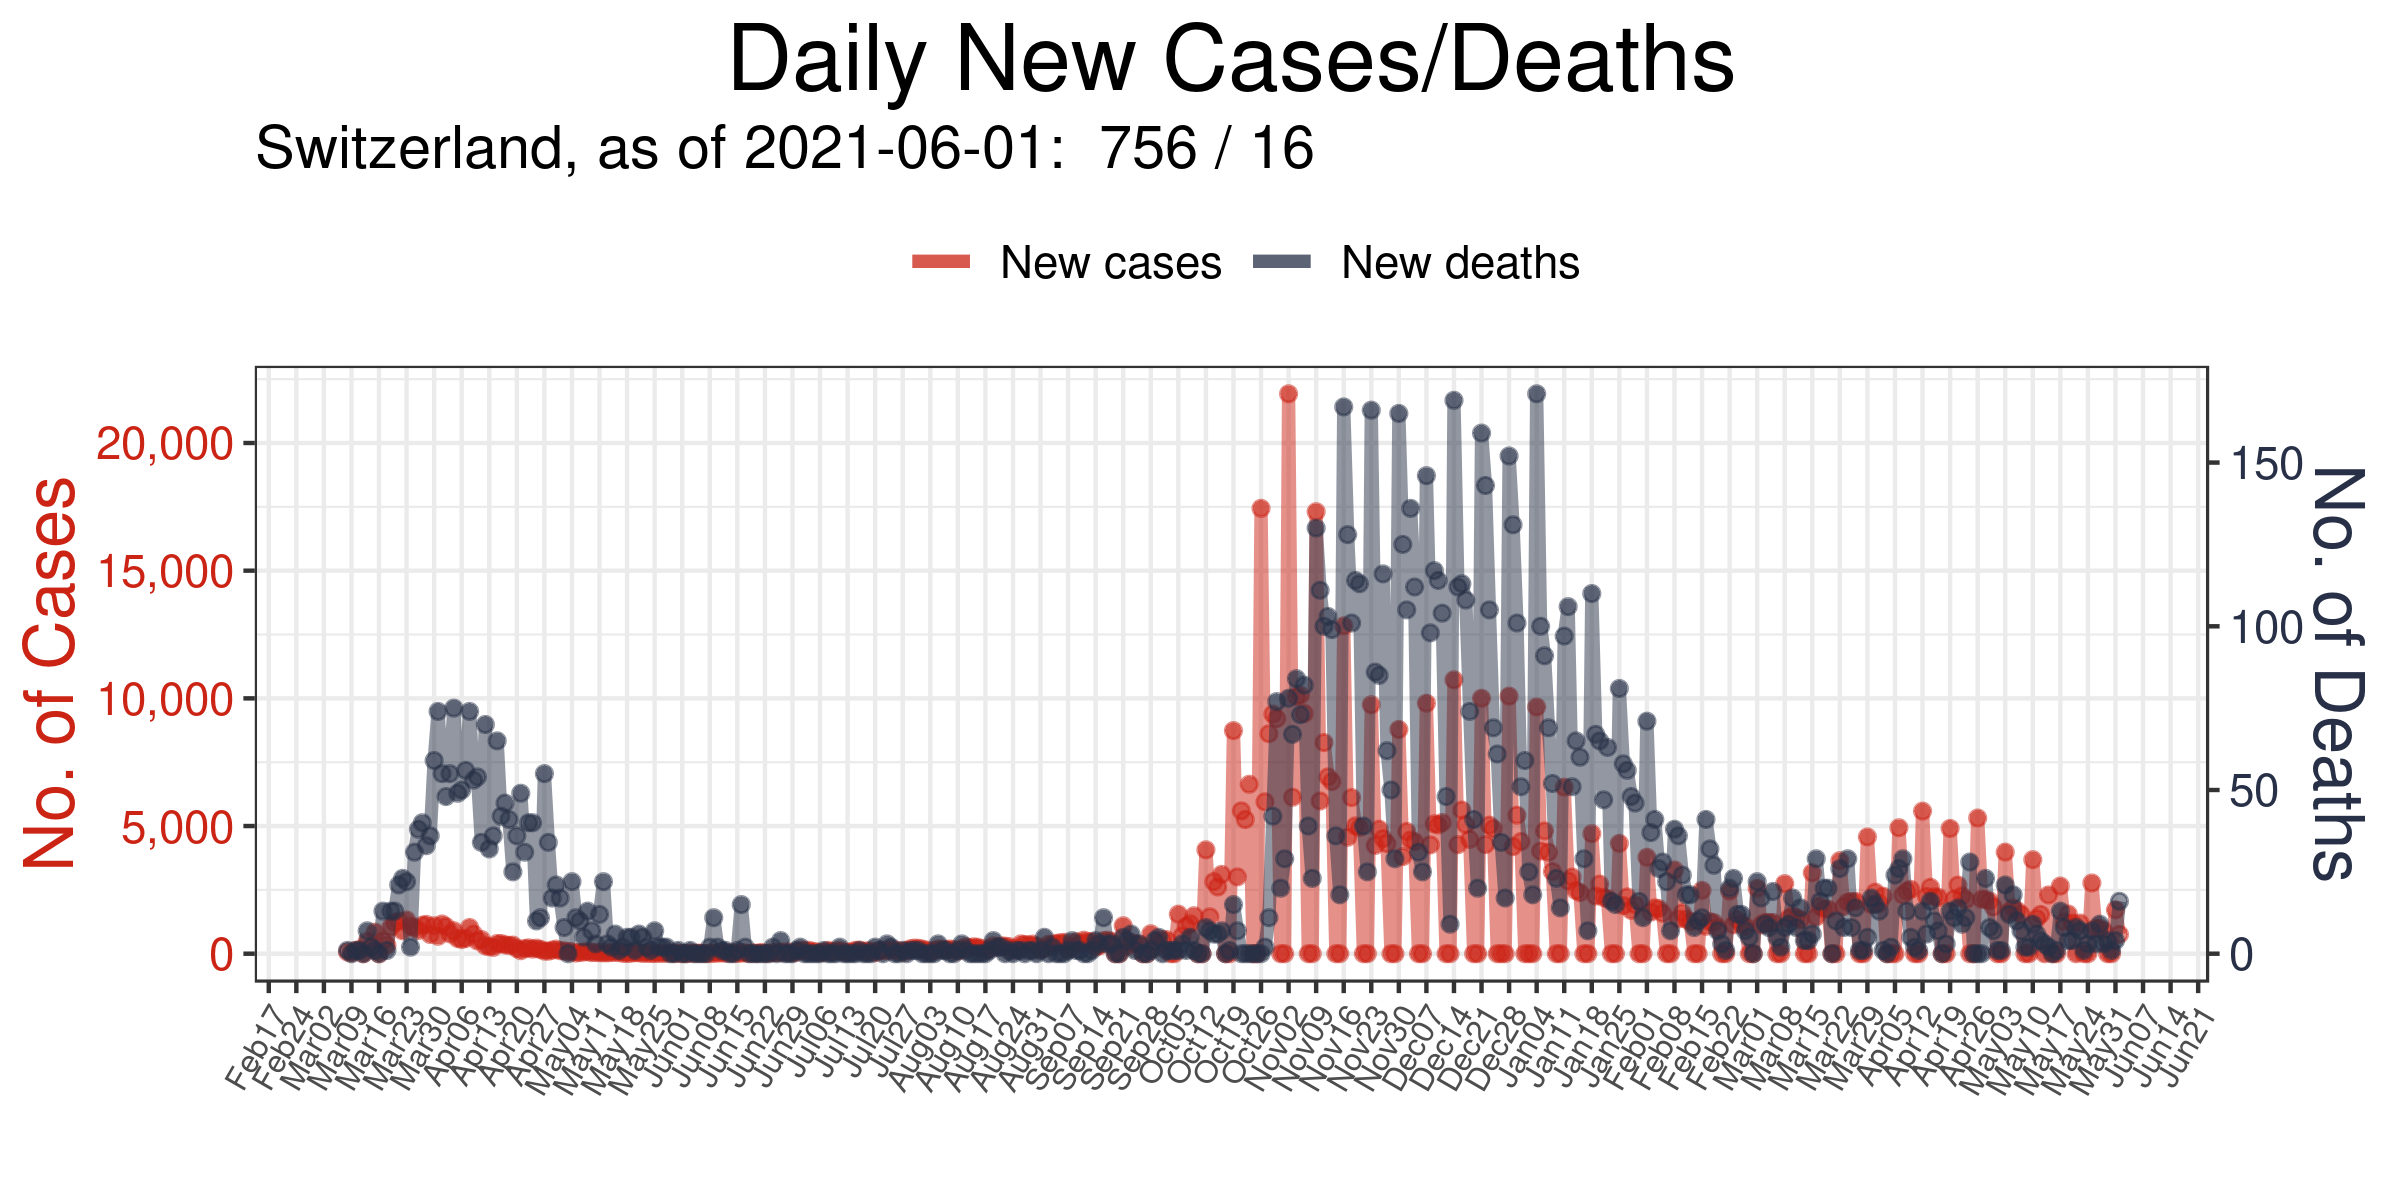 Daily New Cases/Deaths
Switzerland, as of 2021-06-01:  756 / 16
New cases
New deaths
No. of Cases
20,000
15,000
10,000
5,000
0
150
100
50
0
No. of Deaths
Feb17
Feb24
Mar02
Mar09
Mar16
Mar23
Mar30
Apr06
Apr13
Apr20
Apr27
May04
May11
May18
May25
Jun01
Jun08
Jun15
Jun22
Jun29
Jul06
Jul13
Jul20
Jul27
Aug03
Aug10
Aug17
Aug24
Aug31
Sep07
Sep14
Sep21
Sep28
Oct05
Oct12
Oct19
Oct26
Nov02
Nov09
Nov16
Nov23
Nov30
Dec07
Dec14
Dec21
Dec28
Jan04
Jan11
Jan18
Jan25
Feb01
Feb08
Feb15
Feb22
Mar01
Mar08
Mar15
Mar22
Mar29
Apr05
Apr12
Apr19
Apr26
May03
May10
May17
May24
May31
Jun07
Jun14
Jun21